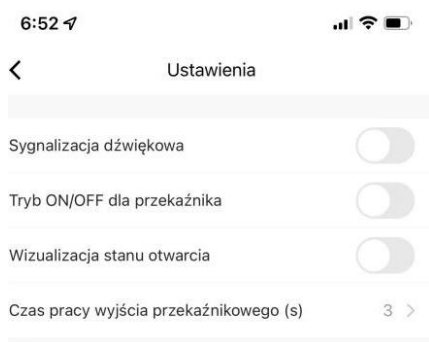 6:52
Ustawienia
Sygnalizacja dźwiękowa
Tryb ON/OFF dla przekaźnika
Wizualizacja stanu otwarcia
Czas pracy wyjścia przekaźnikowego (s) 3